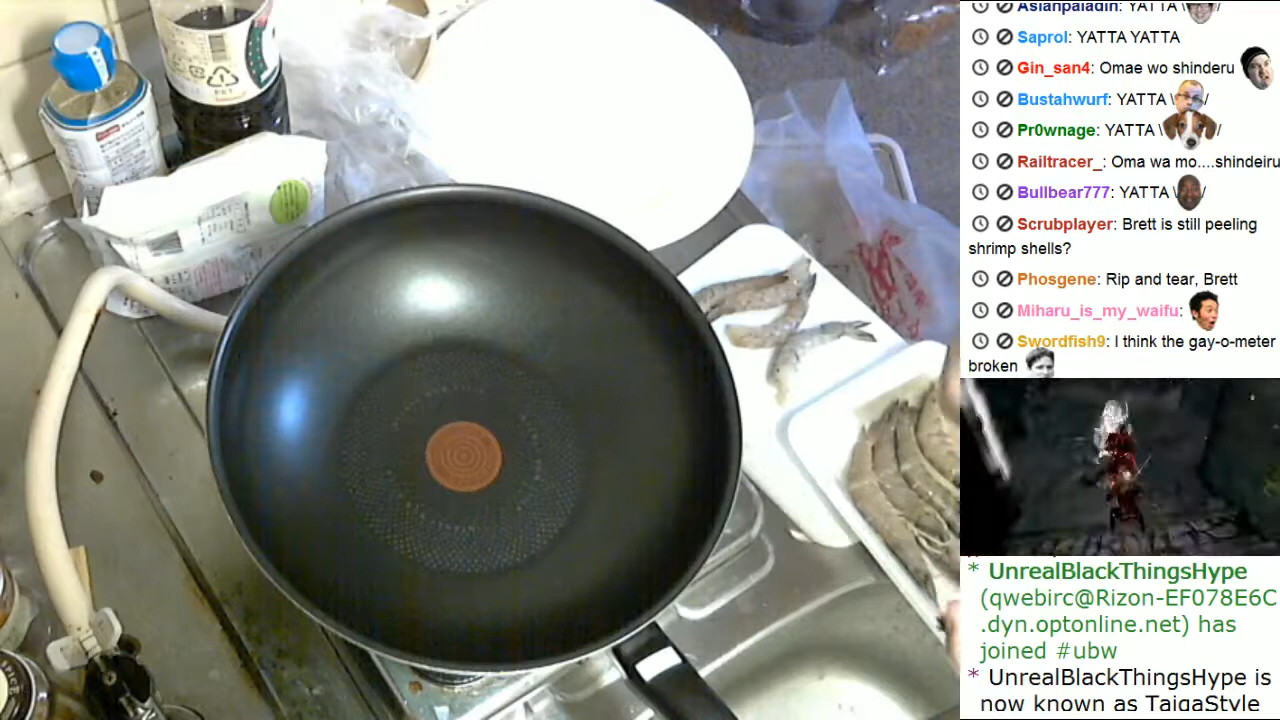 Asianpaladin: YATTA \ /
Saprol: YATTA YATTA
Gin_san4: Omae wo shinderu
Bustahwurf: YATTA \ /
Pr0wnage: YATTA \ /
Railtracer_: Oma wa mo....shindeiru
Bullbear777: YATTA \ /
Scrubplayer: Brett is still peeling
shrimp shells?
Phosgene: Rip and tear, Brett
Miharu_is_my_waifu:
Swordfish9: I think the gay-o-meter
broken
* UnrealBlackThingsHype
(qwebirc@Rizon-EF078E6C
.dyn.optonline.net) has
joined #ubw
* UnrealBlackThingsHype is
now known as TaigaStyle